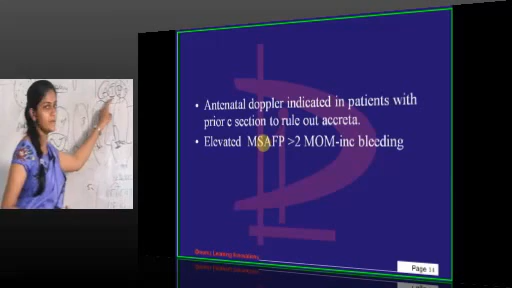 • Antenatal doppler indicated in patients with
prior c section to rule out accreta.
• Elevated MSAFP >2 MOM-inc bleeding
Page 14